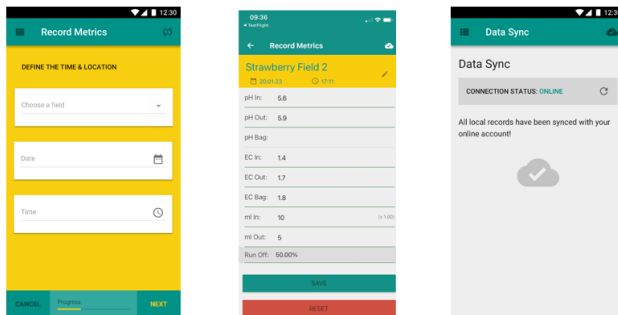 12:30
Record Metrics
DEFINE THE TIME & LOCATION
Choose a field
Date
Time
CANCEL
Progress:
NEXT
09:36
TestFlight
Record Metrics
Strawberry Field 2
20.01.23
17:11
pH In: 5.6
pH Out: 5.9
pH Bag:
EC In: 1.4
EC Out: 1.7
EC Bag: 1.8
ml In: 10 (x 1.00)
ml Out: 5
Run Off: 50.00%
SAVE
RESET
12:3
Data Sync
Data Sync
CONNECTION STATUS: ONLINE
All local records have been synced with your
online account!